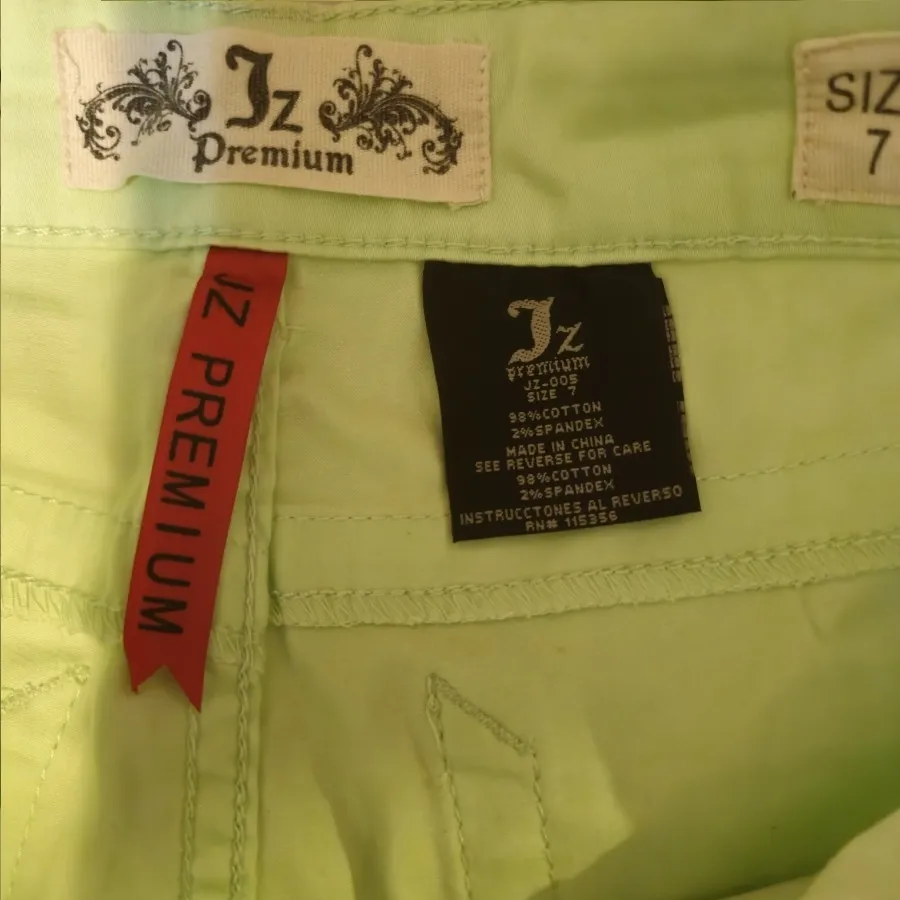 Jz
Premium
SIZ
7
JZ PREMIUM
Jz
premium
JZ-005
SIZE 7
98%COTTON
2%SPANDEX
MADE IN CHINA
SEE REVERSE FOR CARE
98%COTTON
2%SPANDEX
INSTRUCCTONES AL REVERSO
RN# 115356